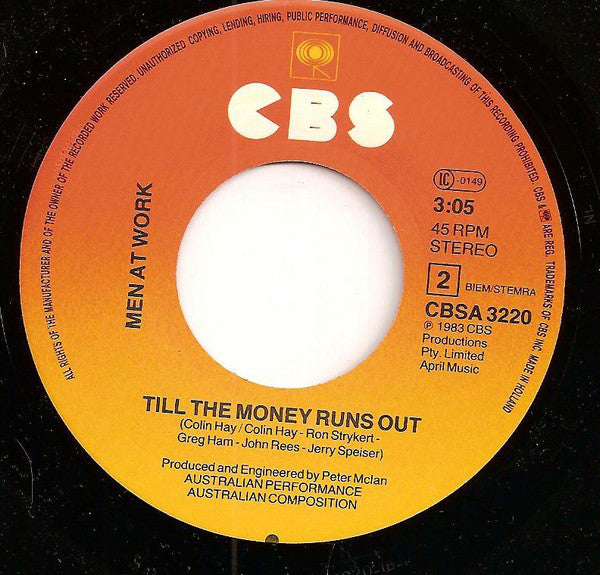 ALL RIGHTS OF THE MANUFACTURER AND OF THE OWNER OF THE RECORDED WORK RESERVED. UNAUTHORIZED COPYING, LENDING, HIRING, PUBLIC PERFORMANCE, DIFFUSION AND BROADCASTING OF THIS RECORDING PROHIBITED. CBS & ARE REG. TRADEMARKS OF CBS INC. MADE IN HOLLAND
CBS
MEN AT WORK
IC -0149
3:05
45 RPM
STEREO
2 BIEM/STEMRA
CBSA 3220
℗ 1983 CBS
Productions
Pty. Limited
April Music
TILL THE MONEY RUNS OUT
(Colin Hay / Colin Hay - Ron Strykert -
Greg Ham - John Rees - Jerry Speiser)
Produced and Engineered by Peter McIan
AUSTRALIAN PERFORMANCE
AUSTRALIAN COMPOSITION